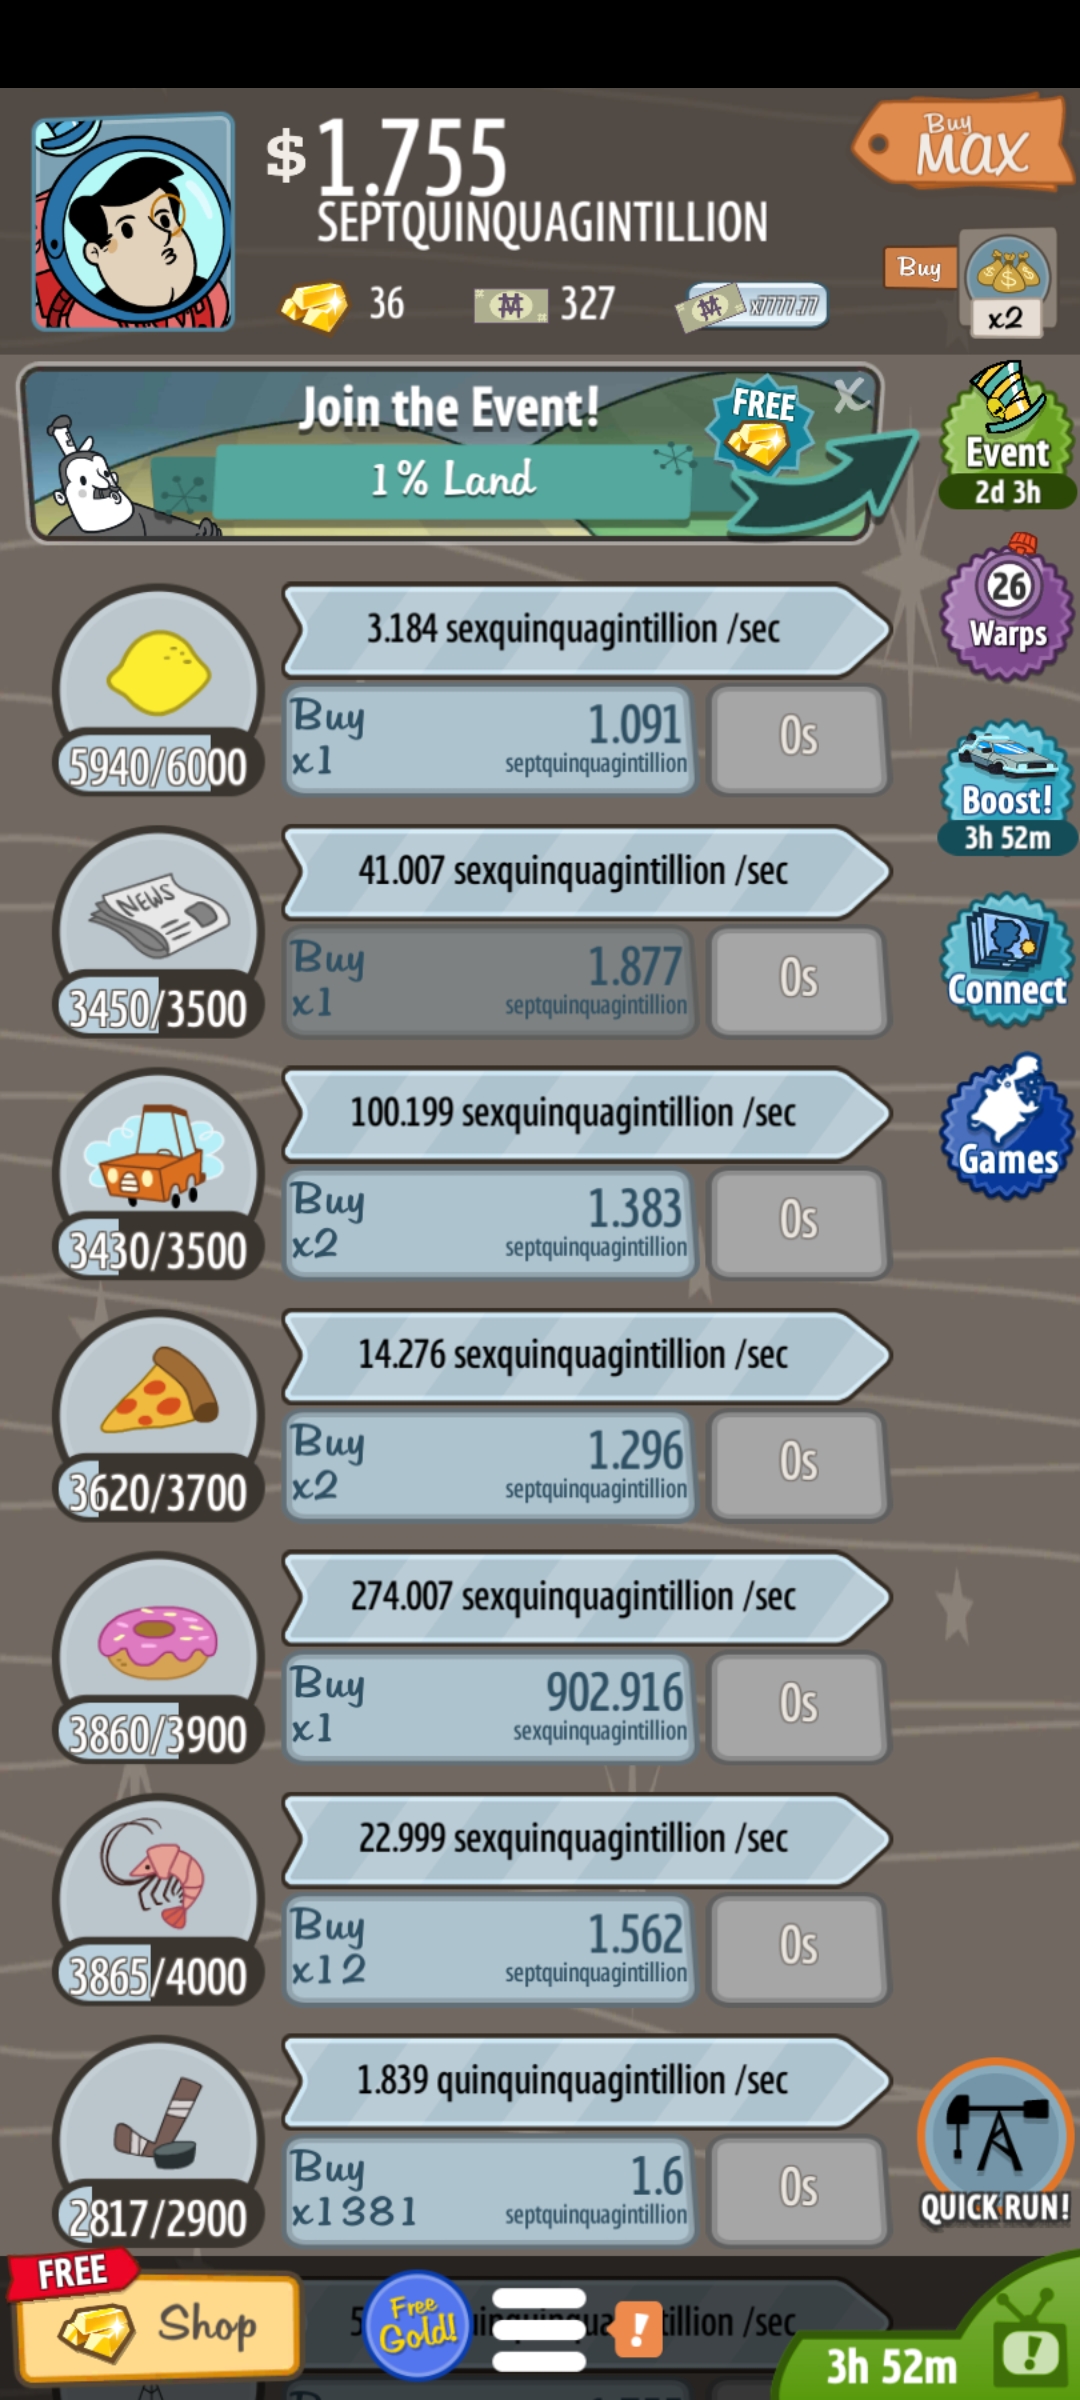 $1.755
SEPTQUINQUAGINTILLION
Buy
MAX
36
327
x7777.77
Buy
x2
Join the Event!
1% Land
FREE
X
Event
2d 3h
3.184 sexquinquagintillion /sec
Buy
x1
1.091
septquinquagintillion
0s
5940/6000
26
Warps
NEWS
41.007 sexquinquagintillion /sec
Buy
x1
1.877
septquinquagintillion
0s
3450/3500
Boost!
3h 52m
Connect
100.199 sexquinquagintillion /sec
Buy
x2
1.383
septquinquagintillion
0s
3430/3500
Games
14.276 sexquinquagintillion /sec
Buy
x2
1.296
septquinquagintillion
0s
3620/3700
274.007 sexquinquagintillion /sec
Buy
x1
902.916
sexquinquagintillion
0s
3860/3900
22.999 sexquinquagintillion /sec
Buy
x12
1.562
septquinquagintillion
0s
3865/4000
1.839 quinquinquagintillion /sec
Buy
x1381
1.6
septquinquagintillion
0s
2817/2900
QUICK RUN!
FREE
Shop
Free
Gold!
!
/sec
3h 52m
!